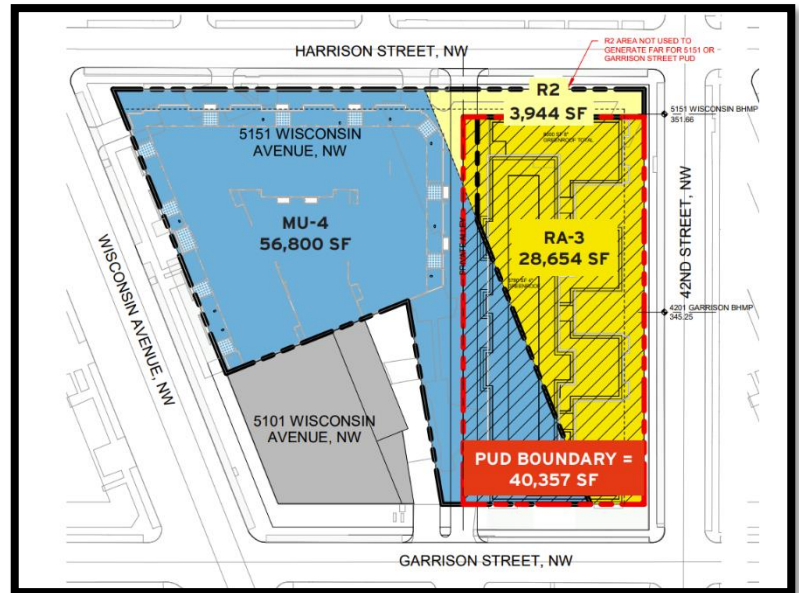 HARRISON STREET, NW
R2 AREA NOT USED TO
GENERATE FAR FOR 5151 OR
GARRISON STREET PUD
R2
3,944 SF
5151 WISCONSIN BHMP
351.66
5151 WISCONSIN
AVENUE, NW
MU-4
56,800 SF
RA-3
28,654 SF
WISCONSIN AVENUE, NW
42ND STREET, NW
4201 GARRISON BHMP
345.25
5101 WISCONSIN
AVENUE, NW
PUD BOUNDARY =
40,357 SF
GARRISON STREET, NW